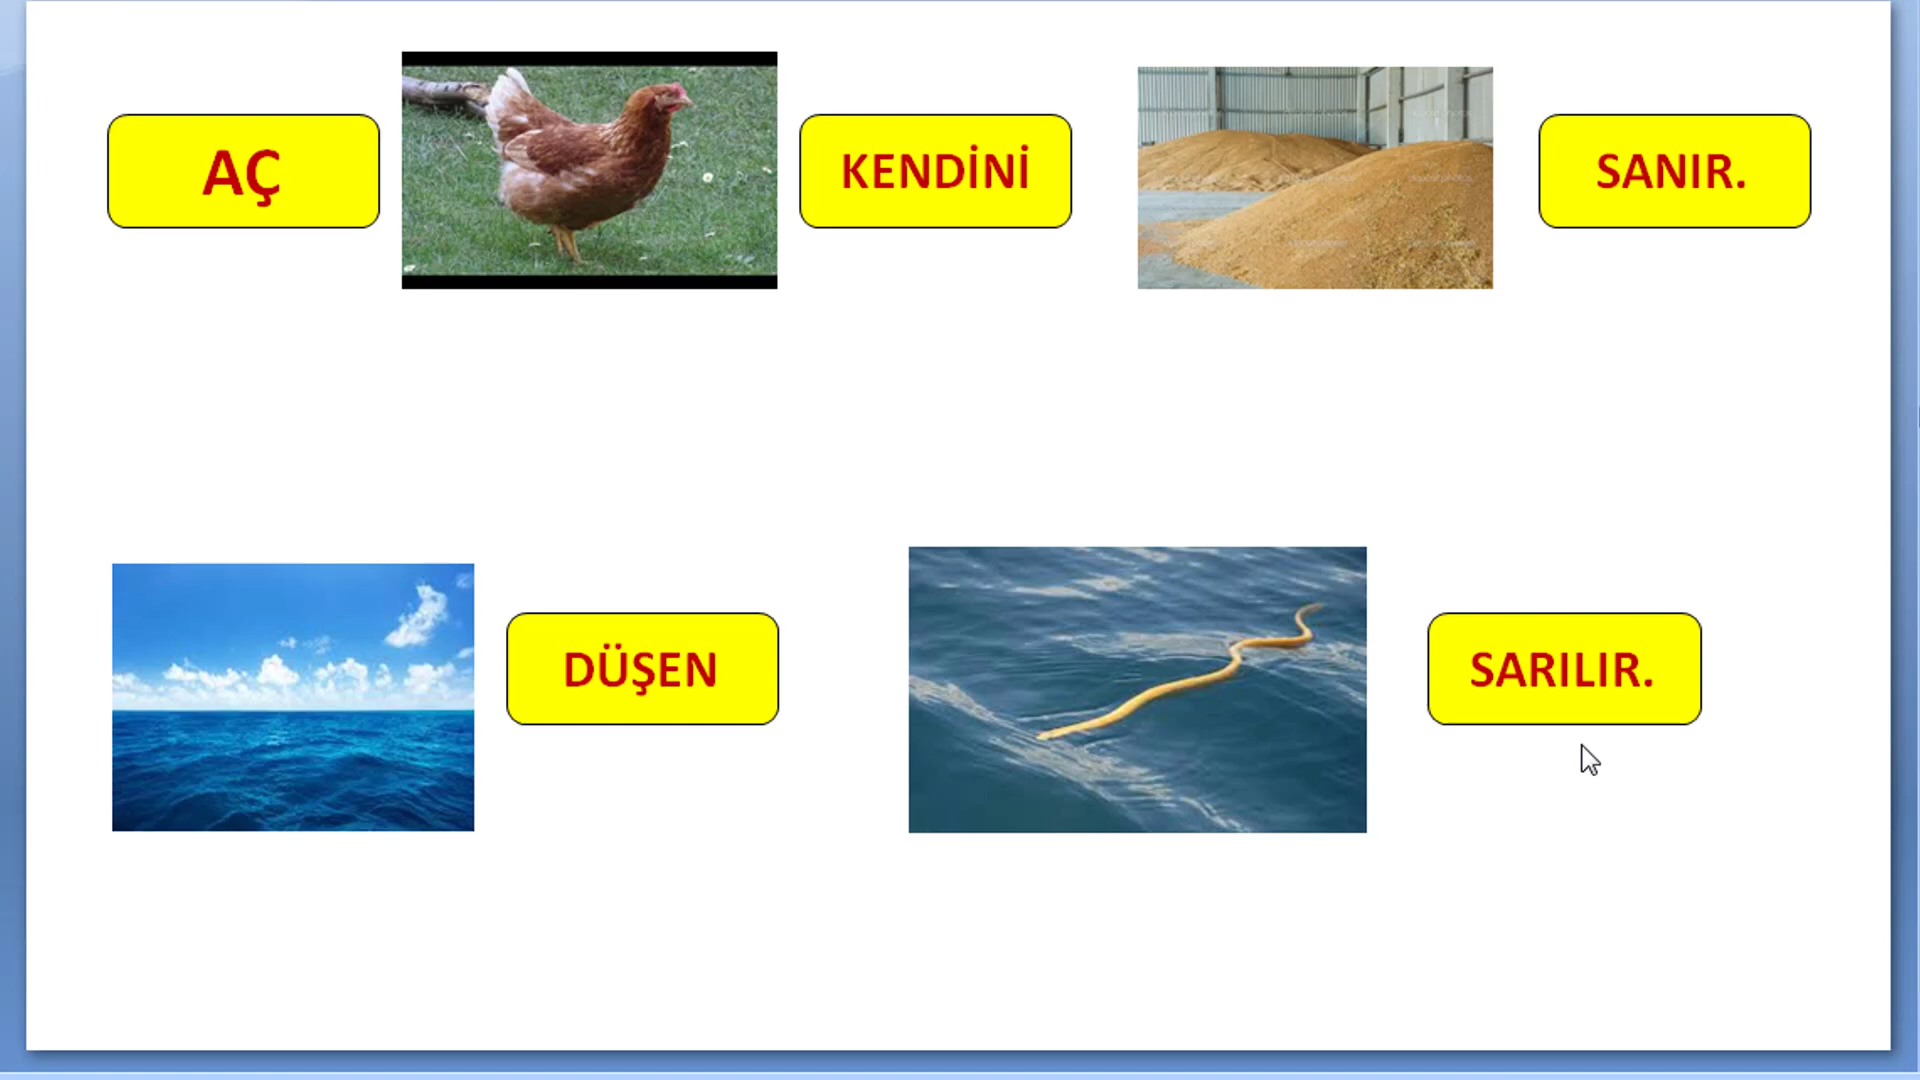 AÇ
KENDİNİ
SANIR.
DÜŞEN
SARILIR.